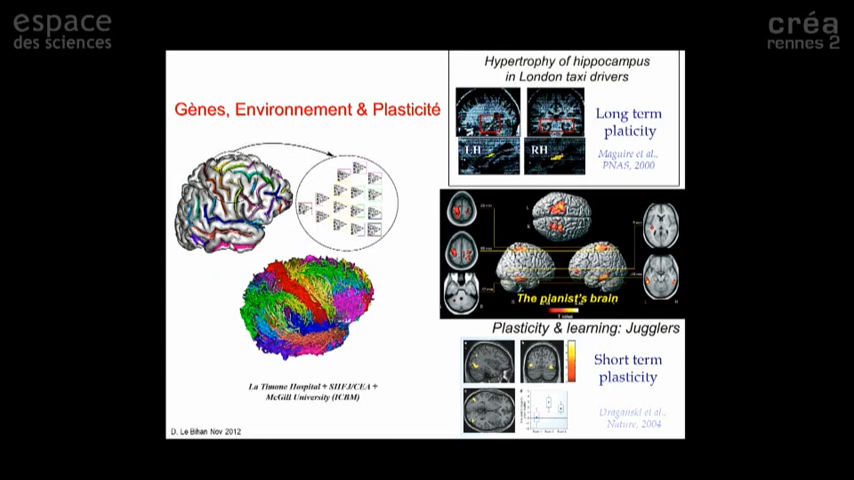 espace
des sciences
créa
rennes 2
Hypertrophy of hippocampus
in London taxi drivers
Gènes, Environnement & Plasticité
Long term
platicity
LH
RH
Maguire et al.,
PNAS, 2000
The pianist's brain
Plasticity & learning: Jugglers
Short term
plasticity
La Timone Hospital + SHFJ/CEA +
McGill University (ICBM)
Draganski et al.,
Nature, 2004
D. Le Bihan Nov 2012